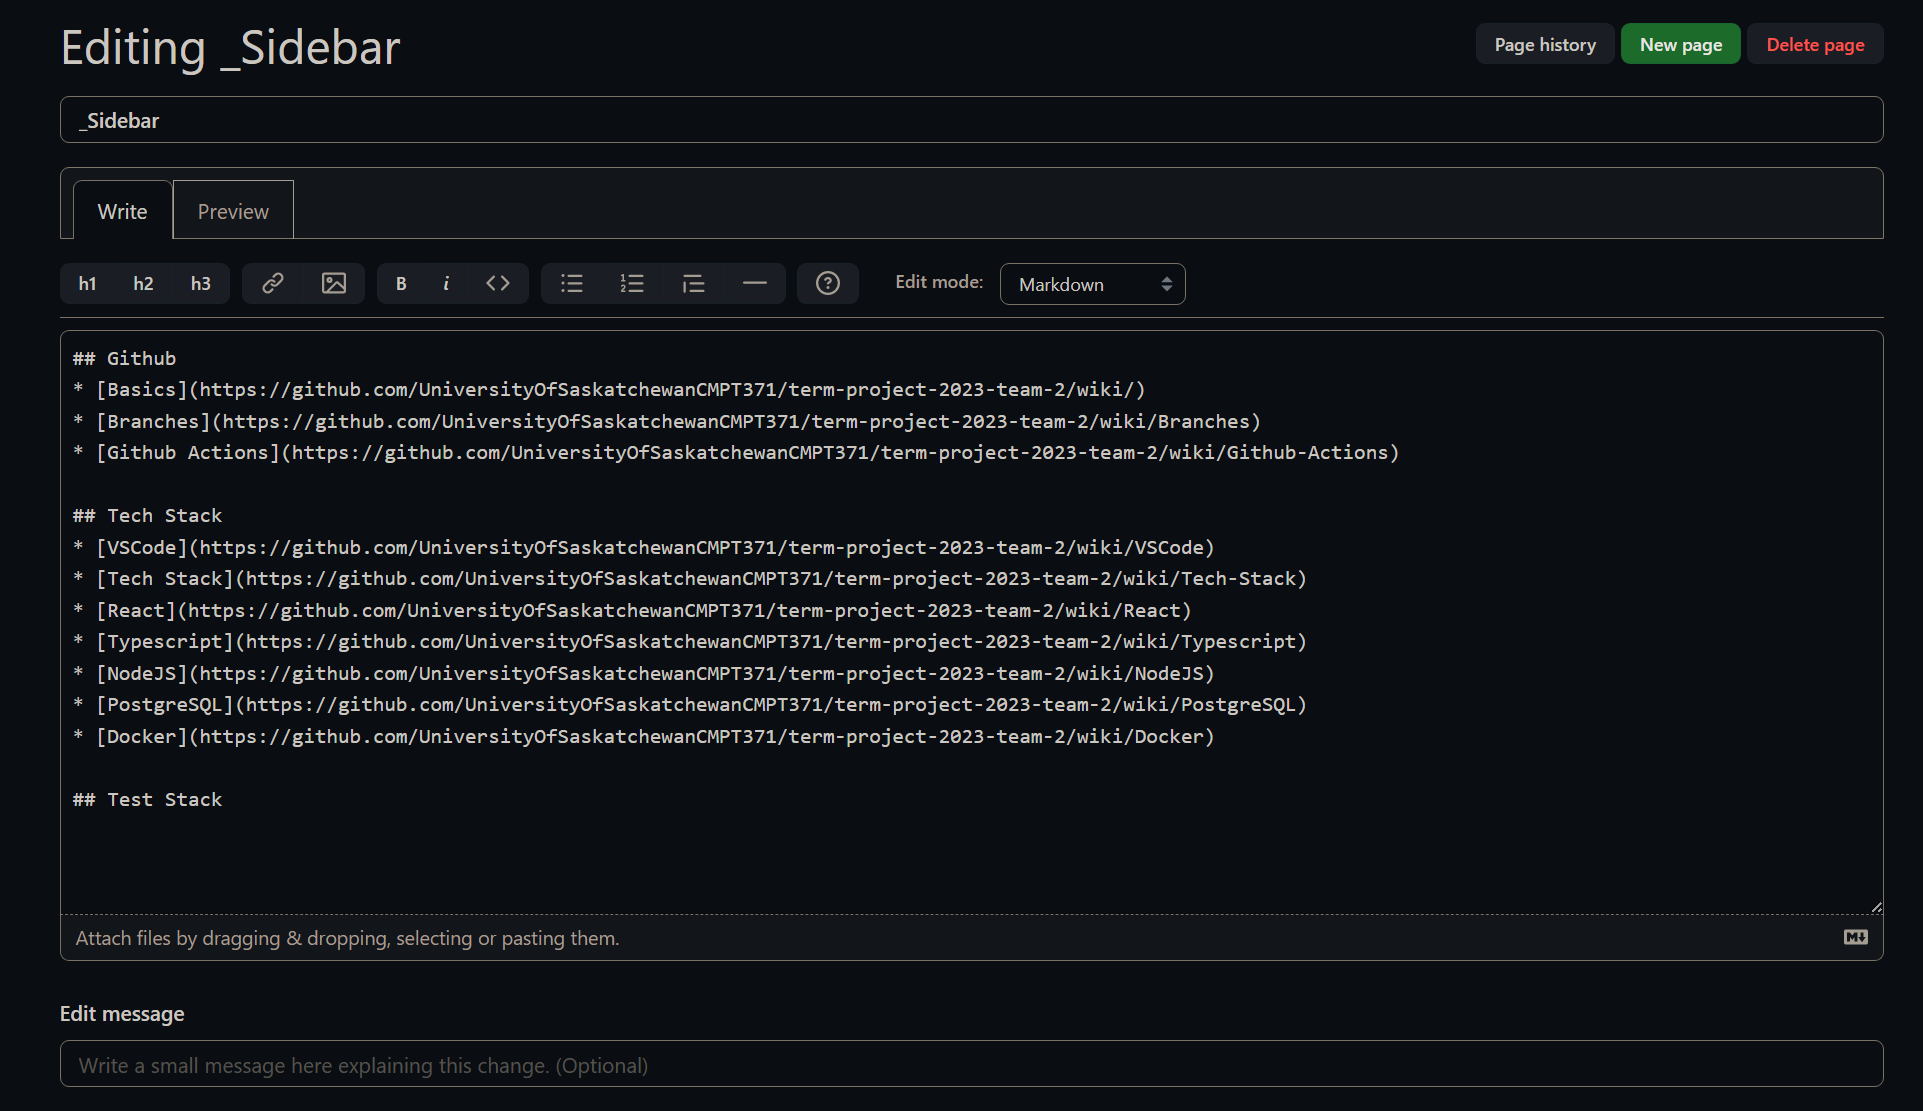 Editing _Sidebar
Page history
New page
Delete page
_Sidebar
Write
Preview
h1 h2 h3
B i <>
Edit mode:
Markdown
## Github
* [Basics](https://github.com/UniversityOfSaskatchewanCMPT371/term-project-2023-team-2/wiki/)
* [Branches](https://github.com/UniversityOfSaskatchewanCMPT371/term-project-2023-team-2/wiki/Branches)
* [Github Actions](https://github.com/UniversityOfSaskatchewanCMPT371/term-project-2023-team-2/wiki/Github-Actions)

## Tech Stack
* [VSCode](https://github.com/UniversityOfSaskatchewanCMPT371/term-project-2023-team-2/wiki/VSCode)
* [Tech Stack](https://github.com/UniversityOfSaskatchewanCMPT371/term-project-2023-team-2/wiki/Tech-Stack)
* [React](https://github.com/UniversityOfSaskatchewanCMPT371/term-project-2023-team-2/wiki/React)
* [Typescript](https://github.com/UniversityOfSaskatchewanCMPT371/term-project-2023-team-2/wiki/Typescript)
* [NodeJS](https://github.com/UniversityOfSaskatchewanCMPT371/term-project-2023-team-2/wiki/NodeJS)
* [PostgreSQL](https://github.com/UniversityOfSaskatchewanCMPT371/term-project-2023-team-2/wiki/PostgreSQL)
* [Docker](https://github.com/UniversityOfSaskatchewanCMPT371/term-project-2023-team-2/wiki/Docker)

## Test Stack
Attach files by dragging & dropping, selecting or pasting them.
Edit message
Write a small message here explaining this change. (Optional)